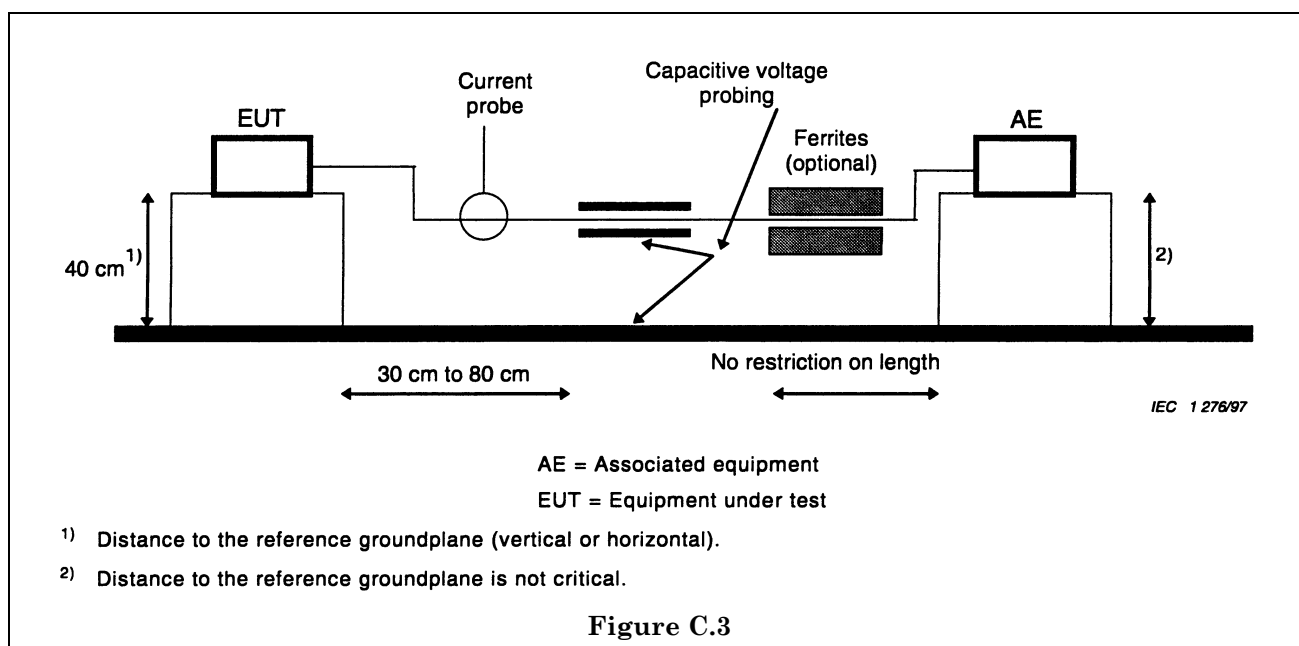 Capacitive voltage
probing
Current
probe
EUT
Ferrites
(optional)
AE
40 cm 1)
2)
30 cm to 80 cm
No restriction on length
IEC 1 276/97
AE = Associated equipment
EUT = Equipment under test
1) Distance to the reference groundplane (vertical or horizontal).
2) Distance to the reference groundplane is not critical.
Figure C.3